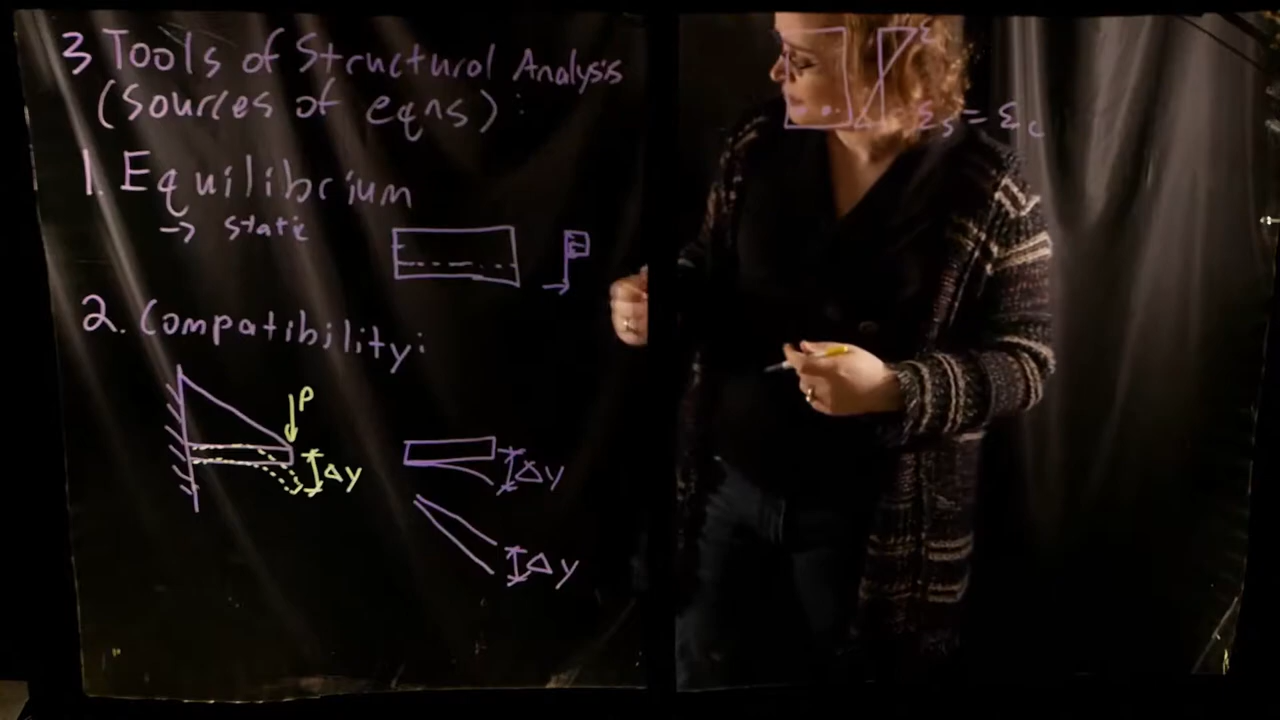 3 Tools of Structural Analysis
(Sources of eqns):
1. Equilibrium
→ static
2. Compatibility:
P
Δy
Δy
Δy
ε
εs = εc